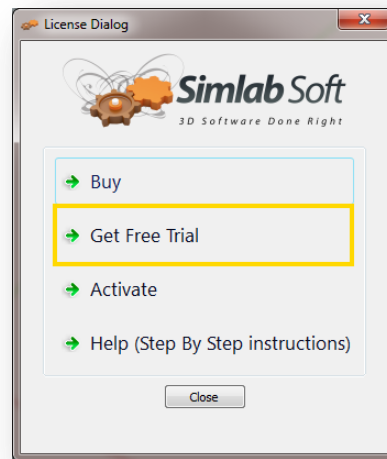 License Dialog
Simlab Soft
3D Software Done Right
Buy
Get Free Trial
Activate
Help (Step By Step instructions)
Close